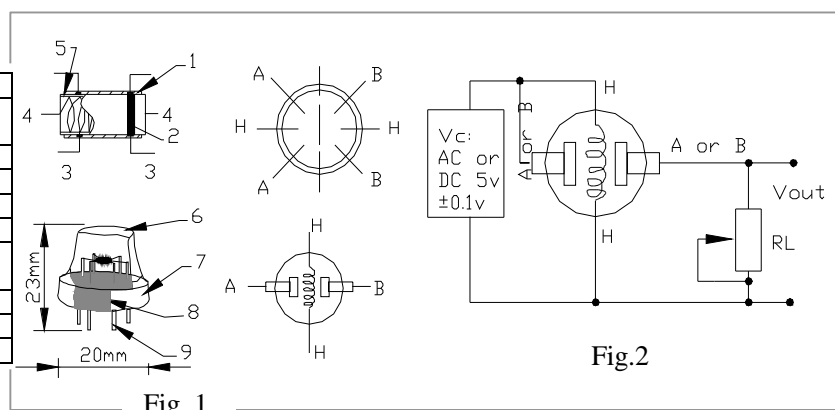 5
1
4
4
2
3
3
A
B
H
H
A
B
6
7
8
9
23mm
20mm
H
A
B
H
Fig. 1
Vc:
AC or
DC 5v
±0.1v
A or B
H
A or B
Vout
RL
H
Fig.2